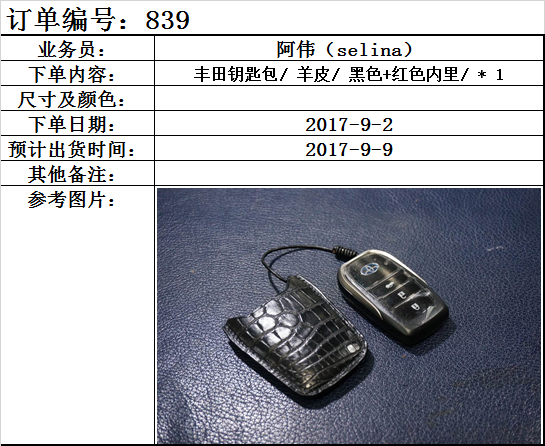 订单编号：839
业务员： 阿伟（selina）
下单内容： 丰田钥匙包/ 羊皮/ 黑色+红色内里/ * 1
尺寸及颜色：
下单日期： 2017-9-2
预计出货时间： 2017-9-9
其他备注：
参考图片：